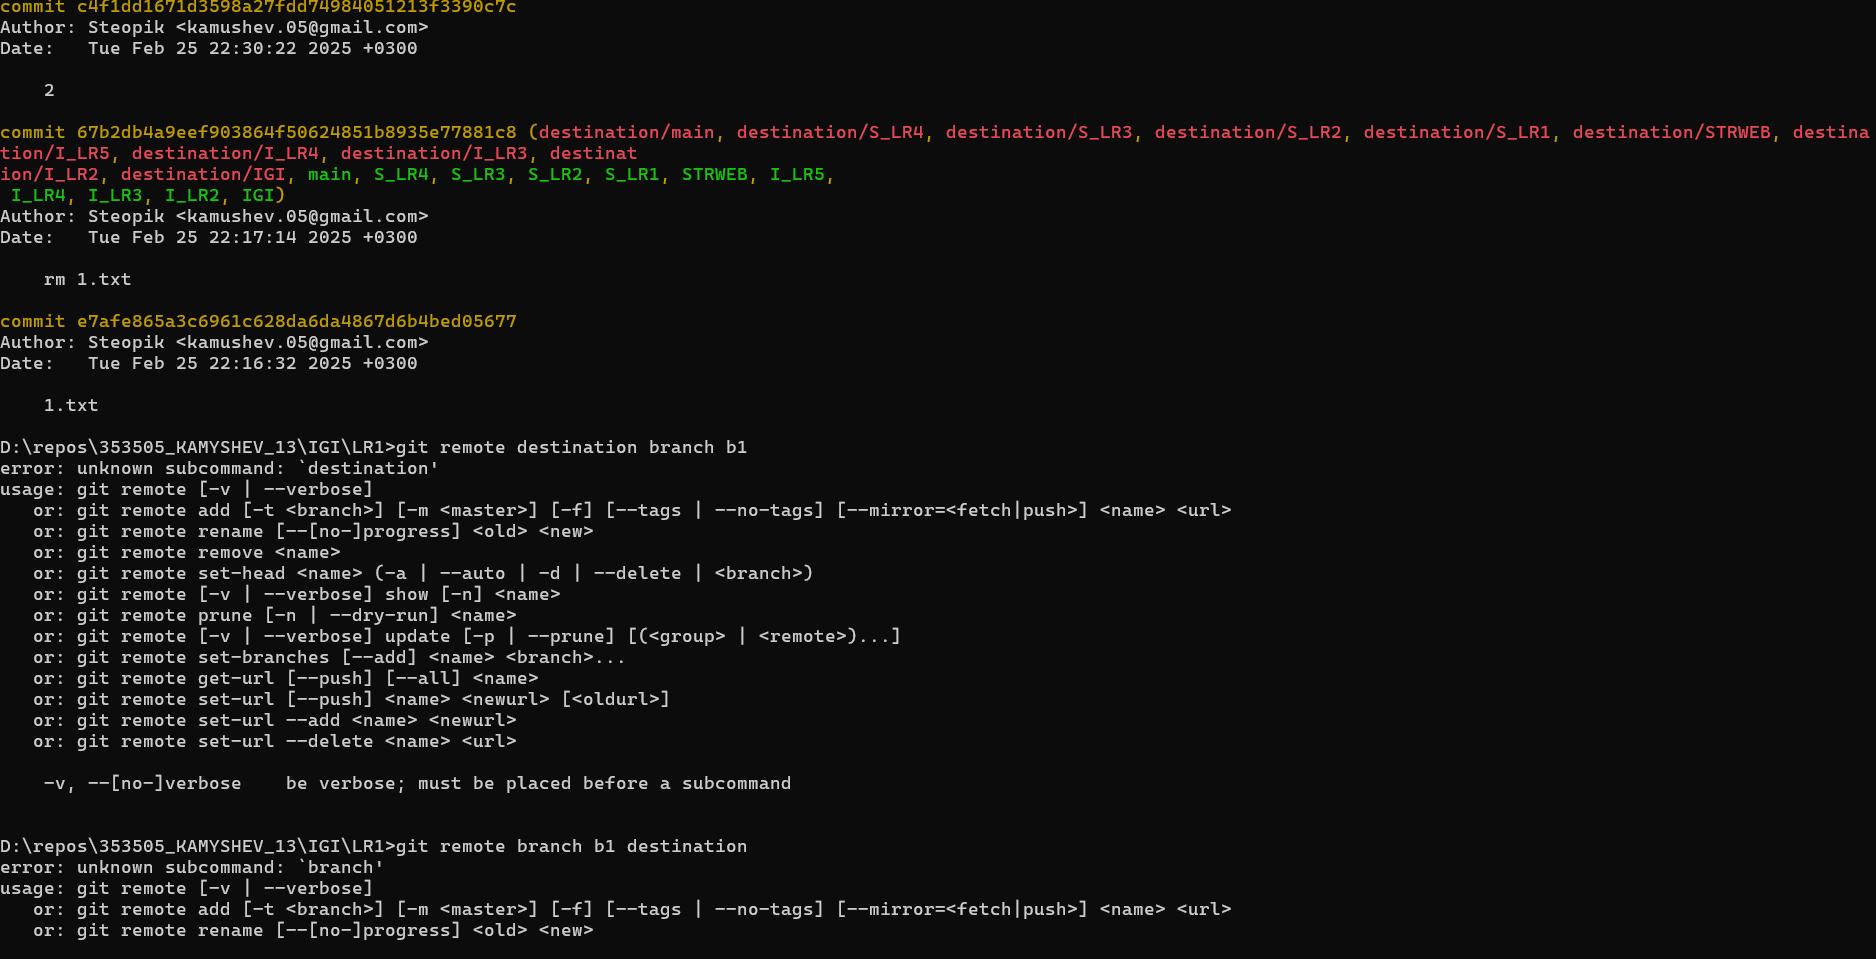 commit c4f1dd1671d3598a27fdd74984051213f3390c7c
Author: Steopik <kamushev.05@gmail.com>
Date:   Tue Feb 25 22:30:22 2025 +0300
    2
commit 67b2db4a9eef903864f50624851b8935e77881c8 (destination/main, destination/S_LR4, destination/S_LR3, destination/S_LR2, destination/S_LR1, destination/STRWEB, destina
tion/I_LR5, destination/I_LR4, destination/I_LR3, destinat
ion/I_LR2, destination/IGI, main, S_LR4, S_LR3, S_LR2, S_LR1, STRWEB, I_LR5,
 I_LR4, I_LR3, I_LR2, IGI)
Author: Steopik <kamushev.05@gmail.com>
Date:   Tue Feb 25 22:17:14 2025 +0300
    rm 1.txt
commit e7afe865a3c6961c628da6da4867d6b4bed05677
Author: Steopik <kamushev.05@gmail.com>
Date:   Tue Feb 25 22:16:32 2025 +0300
    1.txt
D:\repos\353505_KAMYSHEV_13\IGI\LR1>git remote destination branch b1
error: unknown subcommand: `destination'
usage: git remote [-v | --verbose]
   or: git remote add [-t <branch>] [-m <master>] [-f] [--tags | --no-tags] [--mirror=<fetch|push>] <name> <url>
   or: git remote rename [--[no-]progress] <old> <new>
   or: git remote remove <name>
   or: git remote set-head <name> (-a | --auto | -d | --delete | <branch>)
   or: git remote [-v | --verbose] show [-n] <name>
   or: git remote prune [-n | --dry-run] <name>
   or: git remote [-v | --verbose] update [-p | --prune] [(<group> | <remote>)...]
   or: git remote set-branches [--add] <name> <branch>...
   or: git remote get-url [--push] [--all] <name>
   or: git remote set-url [--push] <name> <newurl> [<oldurl>]
   or: git remote set-url --add <name> <newurl>
   or: git remote set-url --delete <name> <url>
    -v, --[no-]verbose    be verbose; must be placed before a subcommand
D:\repos\353505_KAMYSHEV_13\IGI\LR1>git remote branch b1 destination
error: unknown subcommand: `branch'
usage: git remote [-v | --verbose]
   or: git remote add [-t <branch>] [-m <master>] [-f] [--tags | --no-tags] [--mirror=<fetch|push>] <name> <url>
   or: git remote rename [--[no-]progress] <old> <new>